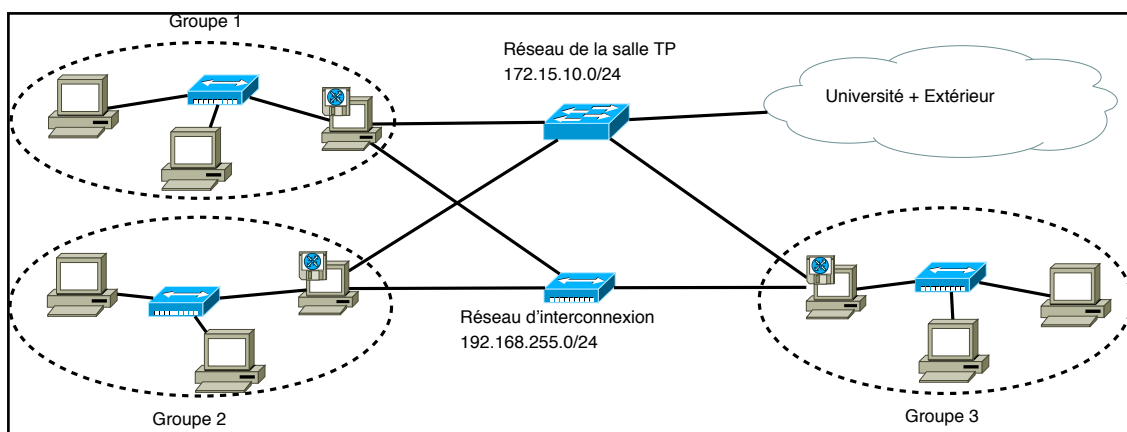 Groupe 1
Réseau de la salle TP
172.15.10.0/24
Université + Extérieur
Réseau d'interconnexion
192.168.255.0/24
Groupe 2
Groupe 3